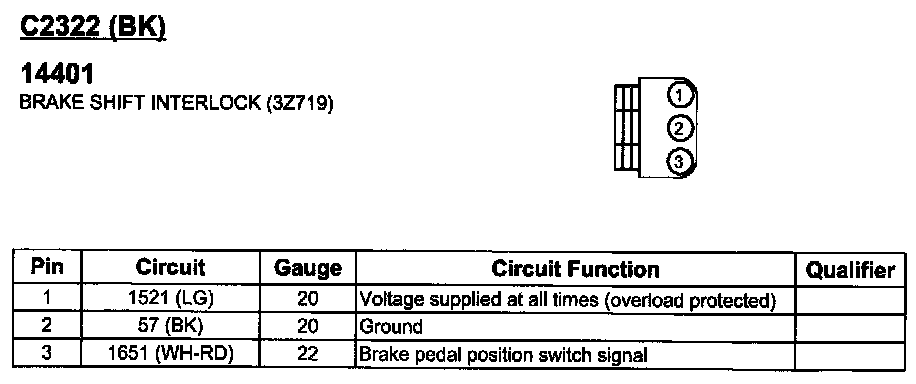 C2322 (BK)
14401
BRAKE SHIFT INTERLOCK (3Z719)
1
2
3
Pin Circuit Gauge Circuit Function Qualifier
1 1521 (LG) 20 Voltage supplied at all times (overload protected)
2 57 (BK) 20 Ground
3 1651 (WH-RD) 22 Brake pedal position switch signal